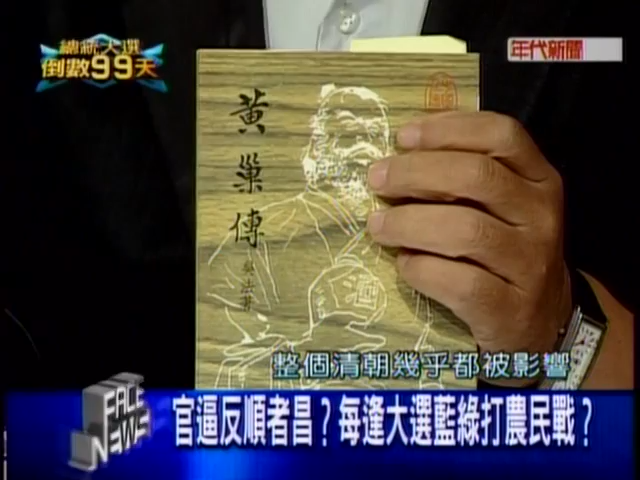 總統大選
倒數99天
年代新聞
黃巢傳
吳法著
酒
整個清朝幾乎都被影響
FACE
NEWS
官逼反順者昌？每逢大選藍綠打農民戰？